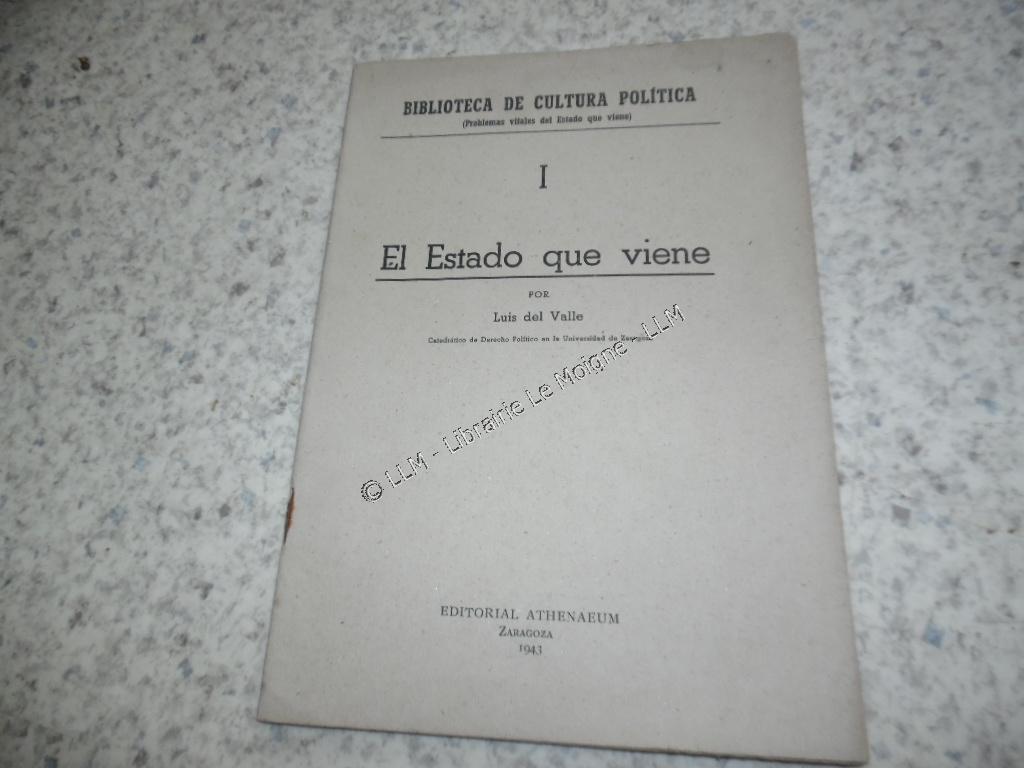 BIBLIOTECA DE CULTURA POLÍTICA
(Problemas vitales del Estado que viene)
I
El Estado que viene
POR
Luis del Valle
Catedrático de Derecho Político en la Universidad de Zaragoza
© LLM - Librairie Le Moigne - LLM
EDITORIAL ATHENAEUM
ZARAGOZA
1943